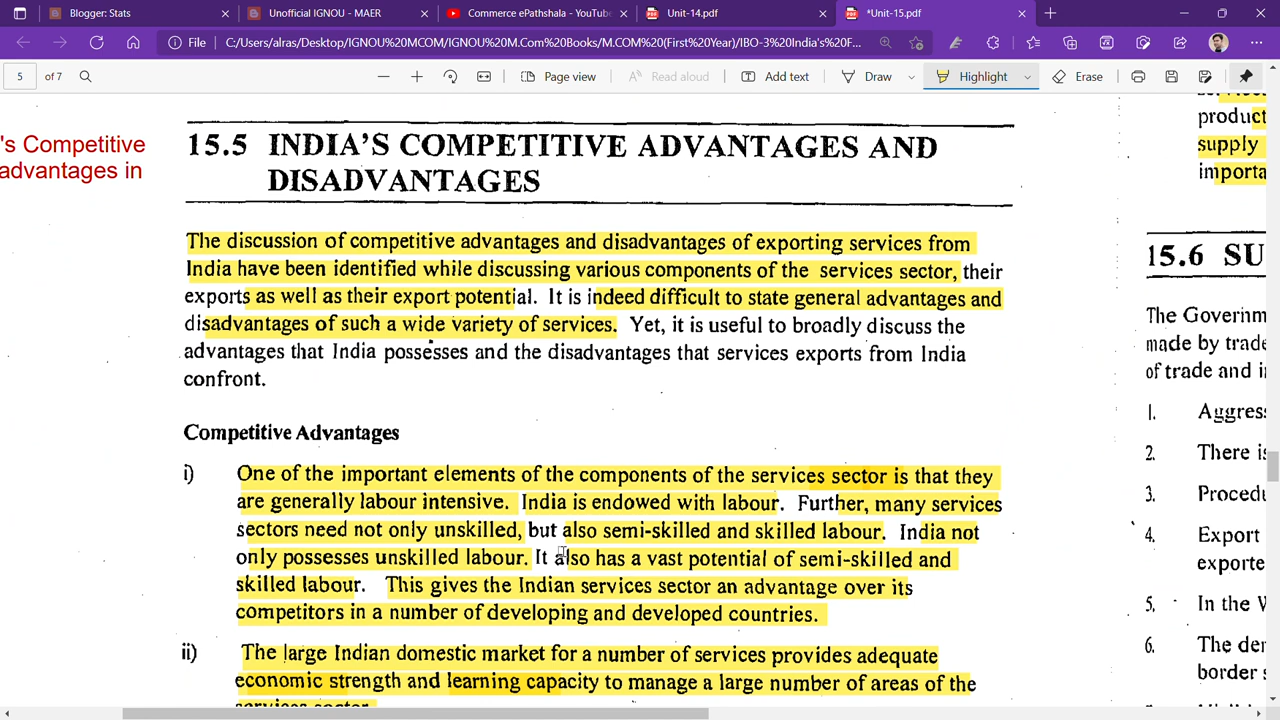 Blogger: Stats
Unofficial IGNOU - MAER
Commerce ePathshala - YouTub
Unit-14.pdf
*Unit-15.pdf
File
C:/Users/alras/Desktop/IGNOU%20MCOM/IGNOU%20M.Com%20Books/M.COM%20(First%20Year)/IBO-3%20India's%20F...
5 of 7
Page view
Read aloud
Add text
Draw
Highlight
Erase
's Competitive
advantages in
15.5 INDIA'S COMPETITIVE ADVANTAGES AND
DISADVANTAGES
The discussion of competitive advantages and disadvantages of exporting services from
India have been identified while discussing various components of the services sector, their
exports as well as their export potential. It is indeed difficult to state general advantages and
disadvantages of such a wide variety of services. Yet, it is useful to broadly discuss the
advantages that India possesses and the disadvantages that services exports from India
confront.
Competitive Advantages
i) One of the important elements of the components of the services sector is that they
are generally labour intensive. India is endowed with labour. Further, many services
sectors need not only unskilled, but also semi-skilled and skilled labour. India not
only possesses unskilled labour. It also has a vast potential of semi-skilled and
skilled labour. This gives the Indian services sector an advantage over its
competitors in a number of developing and developed countries.
ii) The large Indian domestic market for a number of services provides adequate
economic strength and learning capacity to manage a large number of areas of the
services sector.
product
supply
importa
15.6 SU
The Governm
made by trade
of trade and i
1. Aggres
2. There i
3. Procedu
4. Export
exporte
5. In the W
6. The der
border s